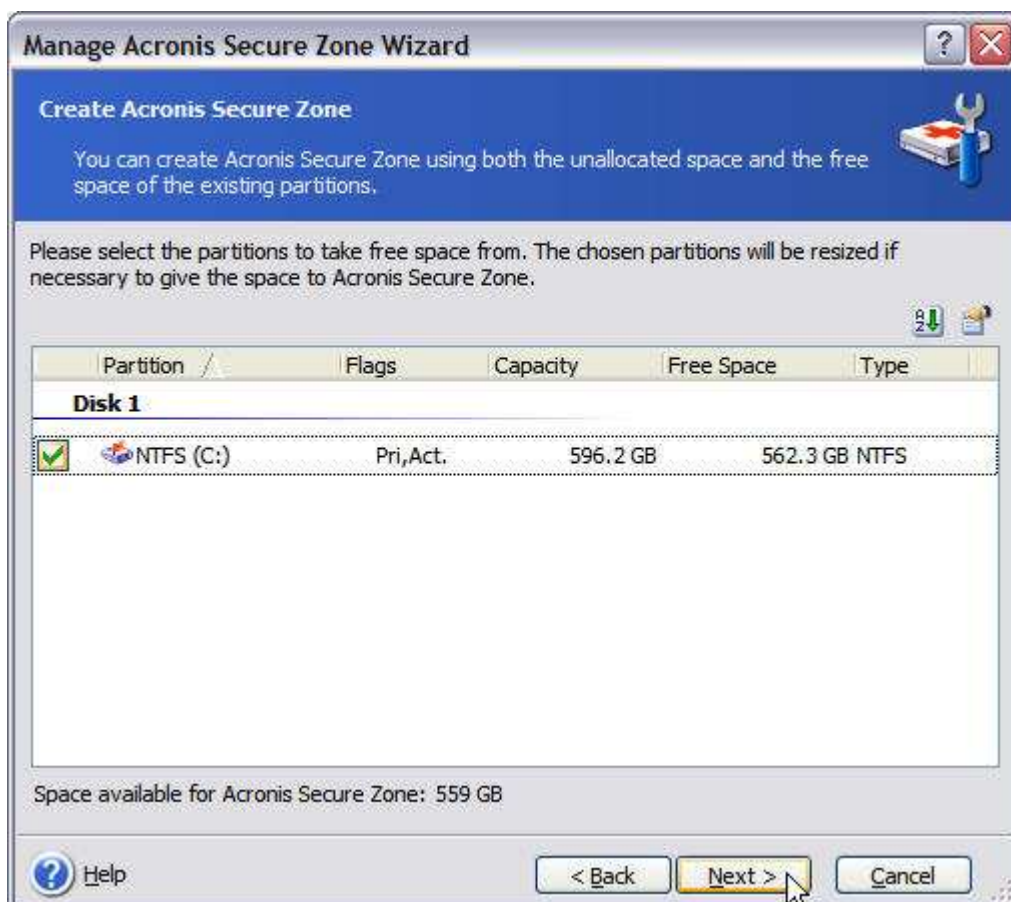 Manage Acronis Secure Zone Wizard
Create Acronis Secure Zone
You can create Acronis Secure Zone using both the unallocated space and the free
space of the existing partitions.
Please select the partitions to take free space from. The chosen partitions will be resized if
necessary to give the space to Acronis Secure Zone.
Partition Flags Capacity Free Space Type
Disk 1
NTFS (C:) Pri,Act. 596.2 GB 562.3 GB NTFS
Space available for Acronis Secure Zone: 559 GB
Help < Back Next > Cancel